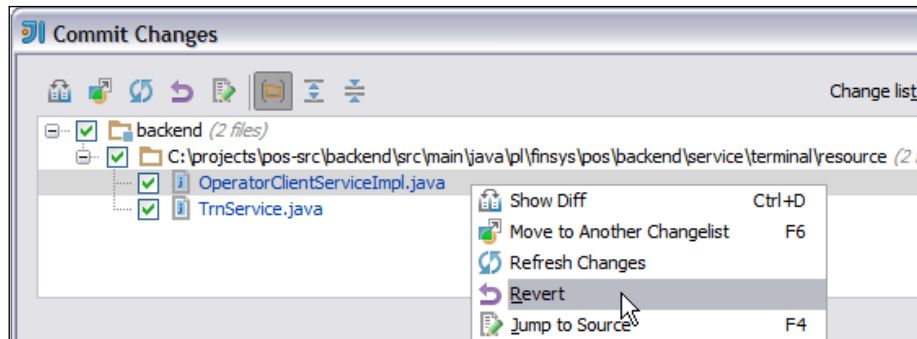 Commit Changes
Change list
backend (2 files)
C:\projects\pos-src\backend\src\main\java\pl\finsys\pos\backend\service\terminal\resource (2
OperatorClientServiceImpl.java
TrnService.java
Show Diff Ctrl+D
Move to Another Changelist F6
Refresh Changes
Revert
Jump to Source F4